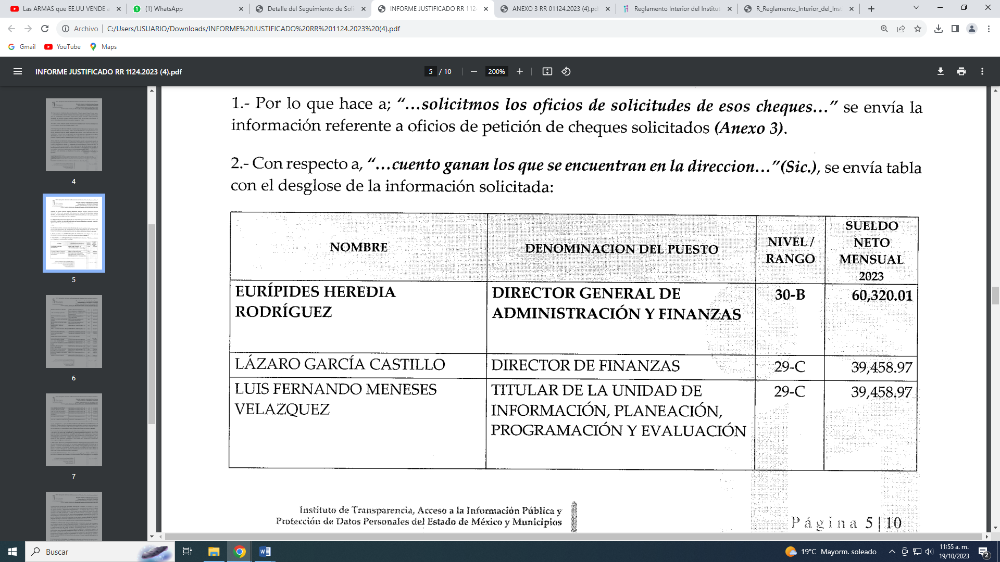 Las ARMAS que EE.UU VENDE a
(1) WhatsApp
Detalle del Seguimiento de Soli
INFORME JUSTIFICADO RR 112
ANEXO 3 RR 01124.2023 (4).pdf
Reglamento Interior del Institut
R_Reglamento_Interior_del_Inst
Archivo
C:/Users/USUARIO/Downloads/INFORME%20JUSTIFICADO%20RR%201124.2023%20(4).pdf
Gmail
YouTube
Maps
INFORME JUSTIFICADO RR 1124.2023 (4).pdf
5 / 10
200%
4
5
6
7
1.- Por lo que hace a; “…solicitmos los oficios de solicitudes de esos cheques…” se envía la
información referente a oficios de petición de cheques solicitados (Anexo 3).
2.- Con respecto a, “…cuento ganan los que se encuentran en la direccion…”(Sic.), se envía tabla
con el desglose de la información solicitada:
NOMBRE
DENOMINACION DEL PUESTO
NIVEL /
RANGO
SUELDO
NETO
MENSUAL
2023
EURÍPIDES HEREDIA
RODRÍGUEZ
DIRECTOR GENERAL DE
ADMINISTRACIÓN Y FINANZAS
30-B
60,320.01
LÁZARO GARCÍA CASTILLO
DIRECTOR DE FINANZAS
29-C
39,458.97
LUIS FERNANDO MENESES
VELAZQUEZ
TITULAR DE LA UNIDAD DE
INFORMACIÓN, PLANEACIÓN,
PROGRAMACIÓN Y EVALUACIÓN
29-C
39,458.97
Instituto de Transparencia, Acceso a la Información Pública y
Protección de Datos Personales del Estado de México y Municipios
Página 5|10
Buscar
19°C Mayorm. soleado
11:55 a. m.
19/10/2023
2